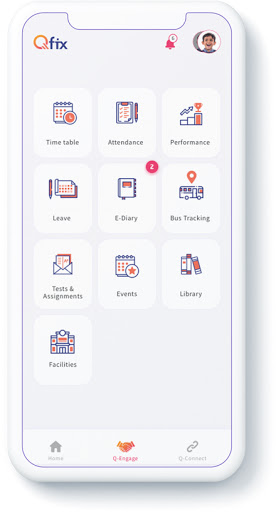 Qfix
5
Time table
Attendance
Performance
2
Leave
E-Diary
Bus Tracking
Tests &
Assignments
Events
Library
Facilities
Home
Q-Engage
Q-Connect